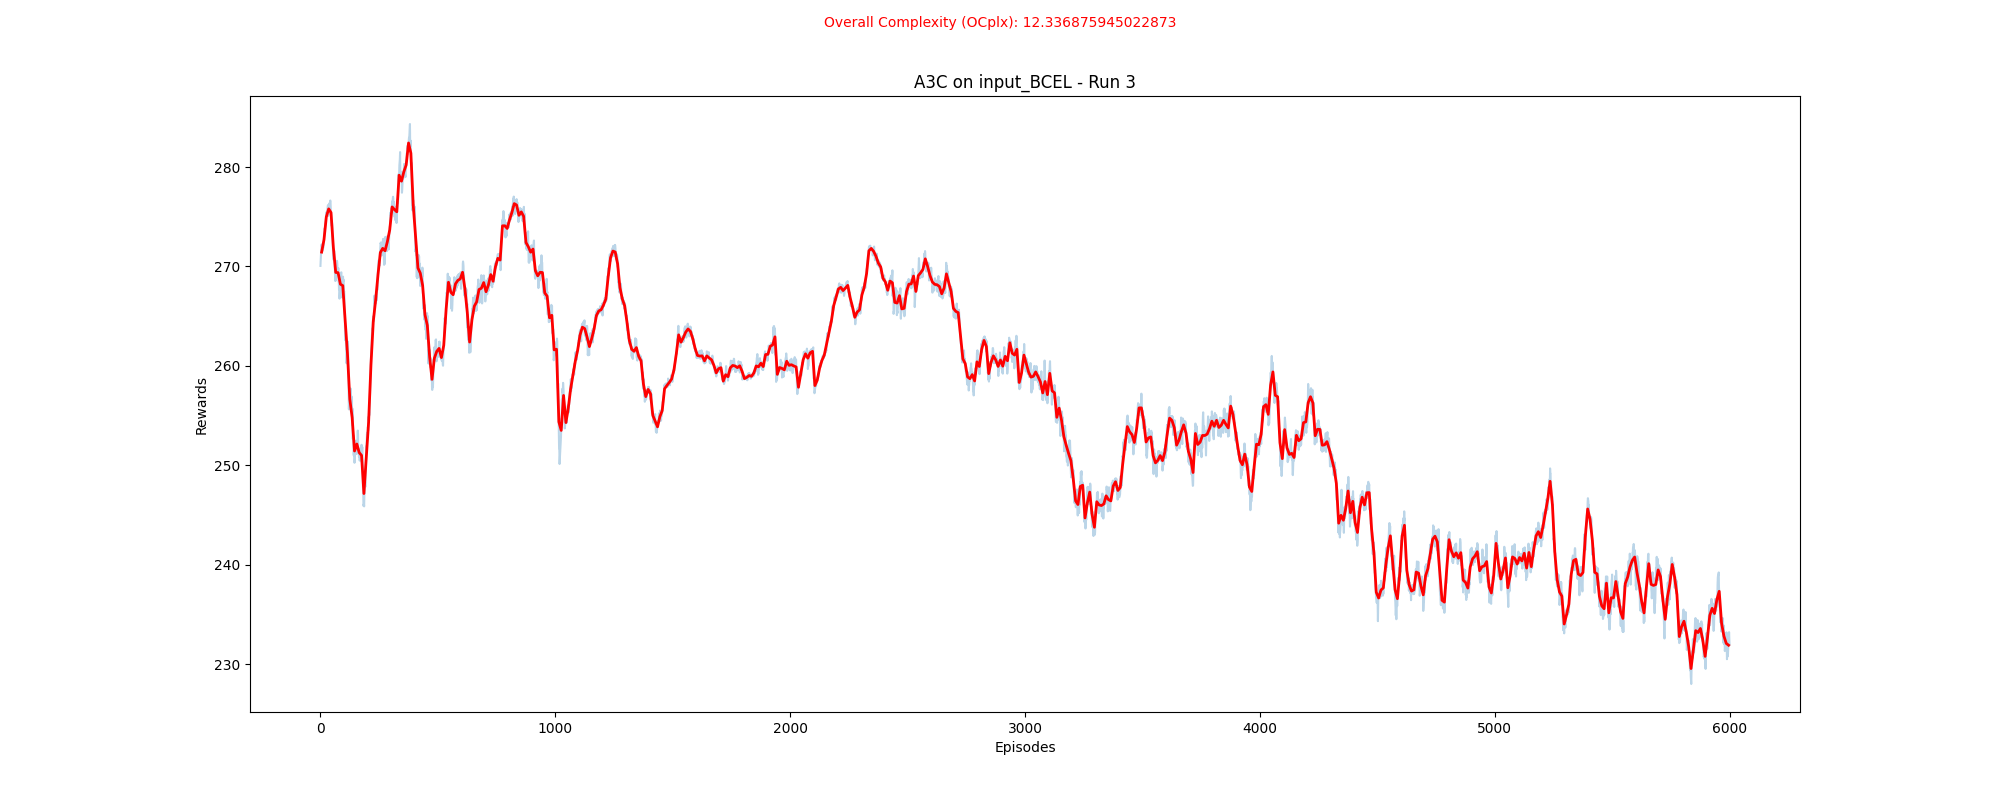 Overall Complexity (OCplx): 12.336875945022873
A3C on input_BCEL - Run 3
280
270
260
250
240
230
Rewards
0 1000 2000 3000 4000 5000 6000
Episodes